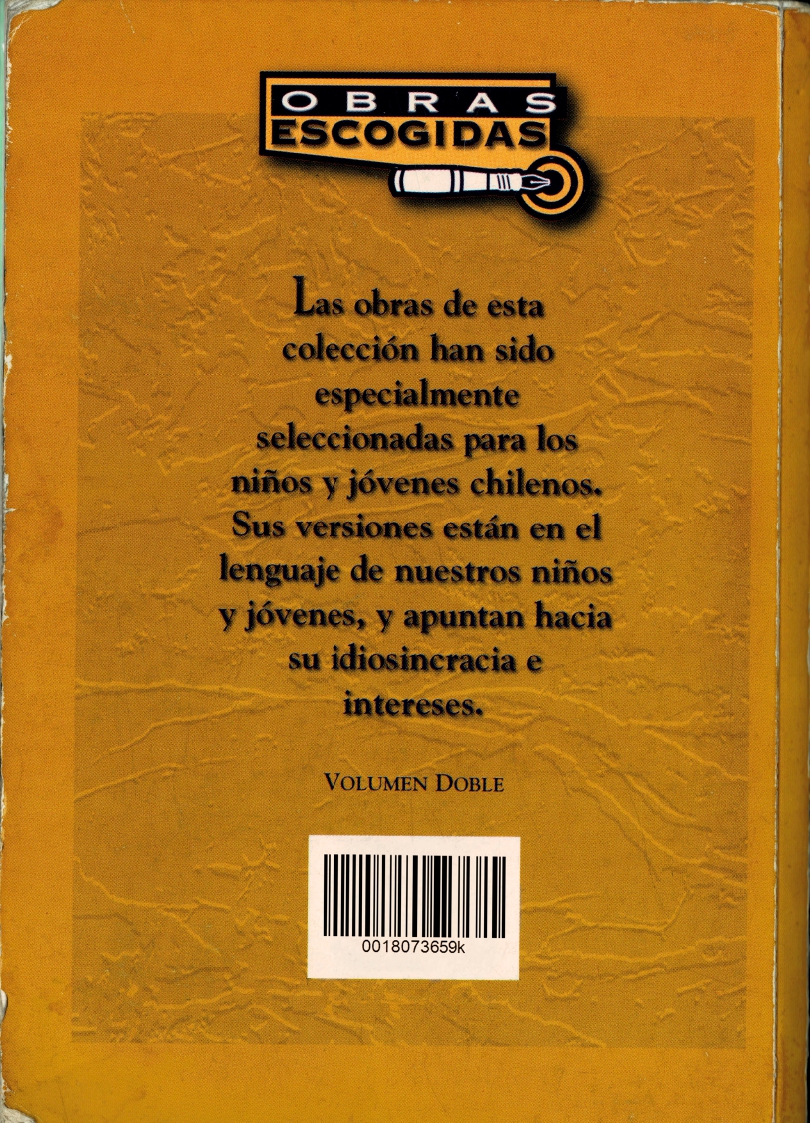 OBRAS
ESCOGIDAS
Las obras de esta
colección han sido
especialmente
seleccionadas para los
niños y jóvenes chilenos.
Sus versiones están en el
lenguaje de nuestros niños
y jóvenes, y apuntan hacia
su idiosincracia e
intereses.
VOLUMEN DOBLE
0018073659k